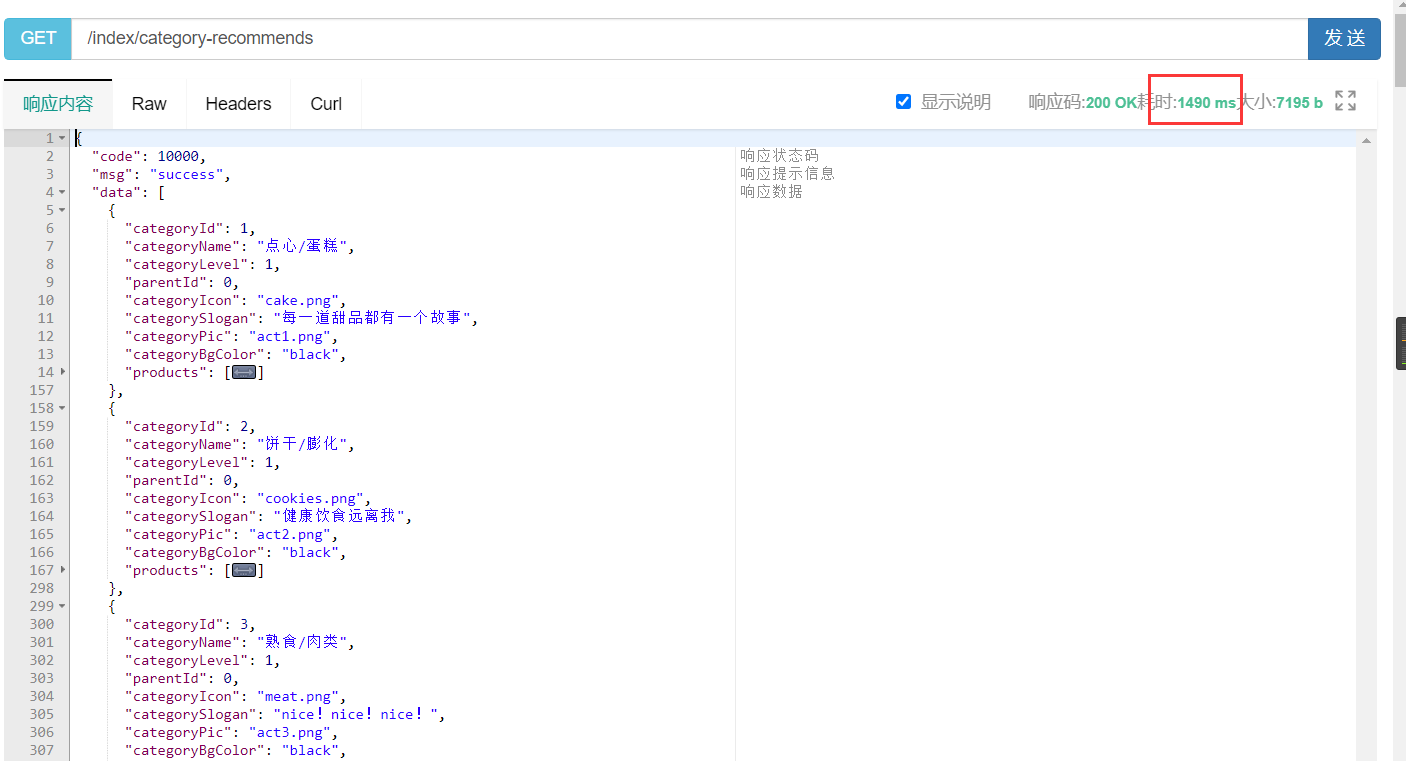 GET /index/category-recommends 发 送
响应内容 Raw Headers Curl 显示说明 响应码:200 OK耗时:1490 ms大小:7195 b
1 {
2 "code": 10000, 响应状态码
3 "msg": "success", 响应提示信息
4 "data": [ 响应数据
5 {
6 "categoryId": 1,
7 "categoryName": "点心/蛋糕",
8 "categoryLevel": 1,
9 "parentId": 0,
10 "categoryIcon": "cake.png",
11 "categorySlogan": "每一道甜品都有一个故事",
12 "categoryPic": "act1.png",
13 "categoryBgColor": "black",
14 "products": []
157 },
158 {
159 "categoryId": 2,
160 "categoryName": "饼干/膨化",
161 "categoryLevel": 1,
162 "parentId": 0,
163 "categoryIcon": "cookies.png",
164 "categorySlogan": "健康饮食远离我",
165 "categoryPic": "act2.png",
166 "categoryBgColor": "black",
167 "products": []
298 },
299 {
300 "categoryId": 3,
301 "categoryName": "熟食/肉类",
302 "categoryLevel": 1,
303 "parentId": 0,
304 "categoryIcon": "meat.png",
305 "categorySlogan": "nice！nice！nice！",
306 "categoryPic": "act3.png",
307 "categoryBgColor": "black",